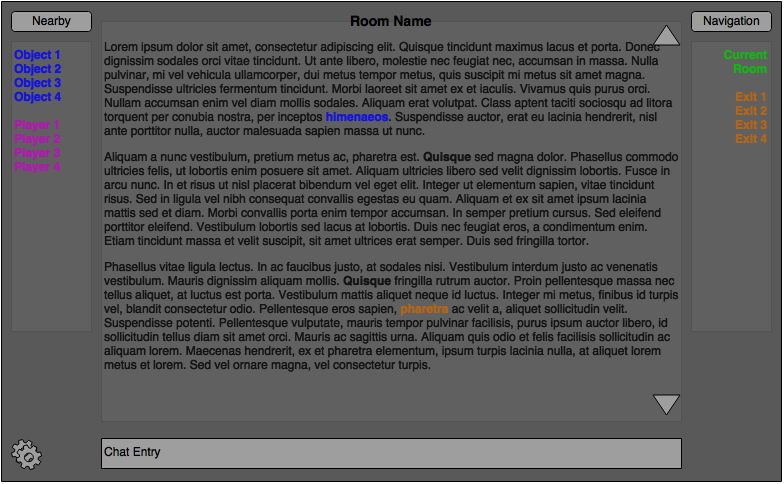 Nearby
Room Name
Navigation
Object 1
Object 2
Object 3
Object 4
Player 1
Player 2
Player 3
Player 4
Lorem ipsum dolor sit amet, consectetur adipiscing elit. Quisque tincidunt maximus lacus et porta. Donec
dignissim sodales orci vitae tincidunt. Ut ante libero, molestie nec feugiat nec, accumsan in massa. Nulla
pulvinar, mi vel vehicula ullamcorper, dui metus tempor metus, quis suscipit mi metus sit amet magna.
Suspendisse ultricies fermentum tincidunt. Morbi laoreet sit amet ex et iaculis. Vivamus quis purus orci.
Nullam accumsan enim vel diam mollis sodales. Aliquam erat volutpat. Class aptent taciti sociosqu ad litora
torquent per conubia nostra, per inceptos himenaeos. Suspendisse auctor, erat eu lacinia hendrerit, nisl
ante porttitor nulla, auctor malesuada sapien massa ut nunc.
Aliquam a nunc vestibulum, pretium metus ac, pharetra est. Quisque sed magna dolor. Phasellus commodo
ultricies felis, ut lobortis enim posuere sit amet. Aliquam ultricies libero sed velit dignissim lobortis. Fusce in
arcu nunc. In et risus ut nisl placerat bibendum vel eget elit. Integer ut elementum sapien, vitae tincidunt
risus. Sed in ligula vel nibh consequat convallis egestas eu quam. Aliquam et ex sit amet ipsum lacinia
mattis sed et diam. Morbi convallis porta enim tempor accumsan. In semper pretium cursus. Sed eleifend
porttitor eleifend. Vestibulum lobortis sed lacus at lobortis. Duis nec feugiat eros, a condimentum enim.
Etiam tincidunt massa et velit suscipit, sit amet ultrices erat semper. Duis sed fringilla tortor.
Phasellus vitae ligula lectus. In ac faucibus justo, at sodales nisi. Vestibulum interdum justo ac venenatis
vestibulum. Mauris dignissim aliquam mollis. Quisque fringilla rutrum auctor. Proin pellentesque massa nec
tellus aliquet, at luctus est porta. Vestibulum mattis aliquet neque id luctus. Integer mi metus, finibus id turpis
vel, blandit consectetur odio. Pellentesque eros sapien, pharetra ac velit a, aliquet sollicitudin velit.
Suspendisse potenti. Pellentesque vulputate, mauris tempor pulvinar facilisis, purus ipsum auctor libero, id
sollicitudin tellus diam sit amet orci. Mauris ac sagittis urna. Aliquam quis odio et felis facilisis sollicitudin ac
aliquam lorem. Maecenas hendrerit, ex et pharetra elementum, ipsum turpis lacinia nulla, at aliquet lorem
metus et lorem. Sed vel ornare magna, vel consectetur turpis.
Current
Room
Exit 1
Exit 2
Exit 3
Exit 4
Chat Entry